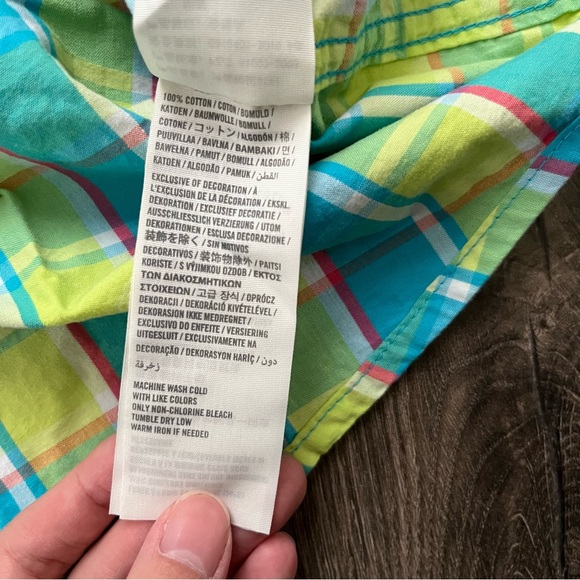 100% COTTON / COTON / BOMULD /
KATOEN / BAUMWOLLE / BOMULL /
COTONE / コットン / ALGODÓN / 棉 /
PUUVILLAA / BAVLNA / BAMBAKI / 면 /
BAWEŁNA / PAMUT / BOMULL / ALGODÃO /
KATOEN / ALGODÃO / PAMUK / القطن
EXCLUSIVE OF DECORATION / À
L'EXCLUSION DE LA DÉCORATION / EKSKL.
DEKORATION / EXCLUSIEF DECORATIE /
AUSSCHLIESSLICH VERZIERUNG / UTOM
DEKORATIONEN / ESCLUSA DECORAZIONE /
装飾を除く / SIN MOTIVOS
DECORATIVOS / 装饰物除外 / PAITSI
KORISTE / S VÝJIMKOU OZDOB / ΕΚΤΟΣ
ΤΩΝ ΔΙΑΚΟΣΜΗΤΙΚΩΝ
ΣΤΟΙΧΕΙΩΝ / 고급 장식 / OPRÓCZ
DEKORACJI / DEKORÁCIÓ KIVÉTELÉVEL /
DEKORASJON IKKE MEDREGNET /
EXCLUSIVO DO ENFEITE / VERSIERING
UITGESLUIT / EXCLUSIVAMENTE NA
DECORAÇÃO / DEKORASYON HARİÇ / دون
زخرفة
MACHINE WASH COLD
WITH LIKE COLORS
ONLY NON-CHLORINE BLEACH
TUMBLE DRY LOW
WARM IRON IF NEEDED